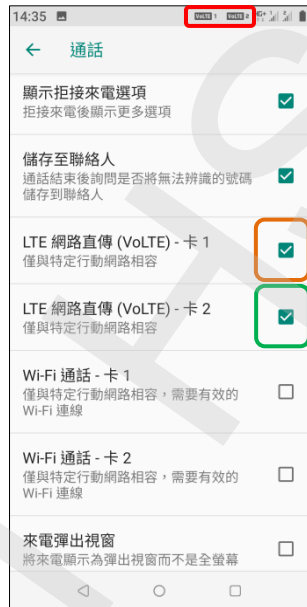 14:35 VoLTE 1 VoLTE 2
通話
顯示拒接來電選項
拒接來電後顯示更多選項
儲存至聯絡人
通話結束後詢問是否將無法辨識的號碼
儲存到聯絡人
LTE 網路直傳 (VoLTE) - 卡 1
僅與特定行動網路相容
LTE 網路直傳 (VoLTE) - 卡 2
僅與特定行動網路相容
Wi-Fi 通話 - 卡 1
僅與特定行動網路相容，需要有效的
Wi-Fi 連線
Wi-Fi 通話 - 卡 2
僅與特定行動網路相容，需要有效的
Wi-Fi 連線
來電彈出視窗
將來電顯示為彈出視窗而不是全螢幕